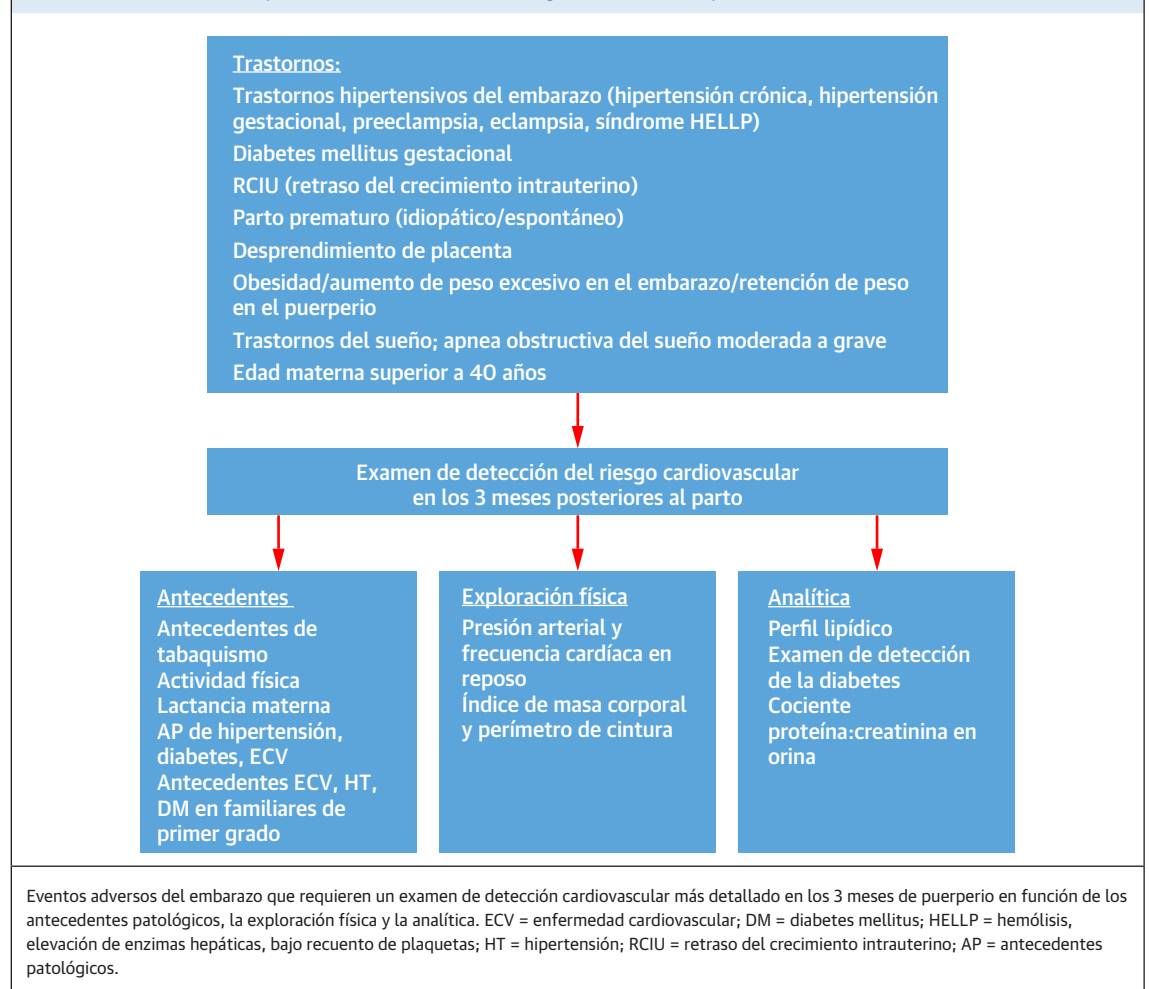 Trastornos:
Trastornos hipertensivos del embarazo (hipertensión crónica, hipertensión
gestacional, preeclampsia, eclampsia, síndrome HELLP)
Diabetes mellitus gestacional
RCIU (retraso del crecimiento intrauterino)
Parto prematuro (idiopático/espontáneo)
Desprendimiento de placenta
Obesidad/aumento de peso excesivo en el embarazo/retención de peso
en el puerperio
Trastornos del sueño; apnea obstructiva del sueño moderada a grave
Edad materna superior a 40 años
Examen de detección del riesgo cardiovascular
en los 3 meses posteriores al parto
Antecedentes
Antecedentes de
tabaquismo
Actividad física
Lactancia materna
AP de hipertensión,
diabetes, ECV
Antecedentes ECV, HT,
DM en familiares de
primer grado
Exploración física
Presión arterial y
frecuencia cardíaca en
reposo
Índice de masa corporal
y perímetro de cintura
Analítica
Perfil lipídico
Examen de detección
de la diabetes
Cociente
proteína:creatinina en
orina
Eventos adversos del embarazo que requieren un examen de detección cardiovascular más detallado en los 3 meses de puerperio en función de los
antecedentes patológicos, la exploración física y la analítica. ECV = enfermedad cardiovascular; DM = diabetes mellitus; HELLP = hemólisis,
elevación de enzimas hepáticas, bajo recuento de plaquetas; HT = hipertensión; RCIU = retraso del crecimiento intrauterino; AP = antecedentes
patológicos.